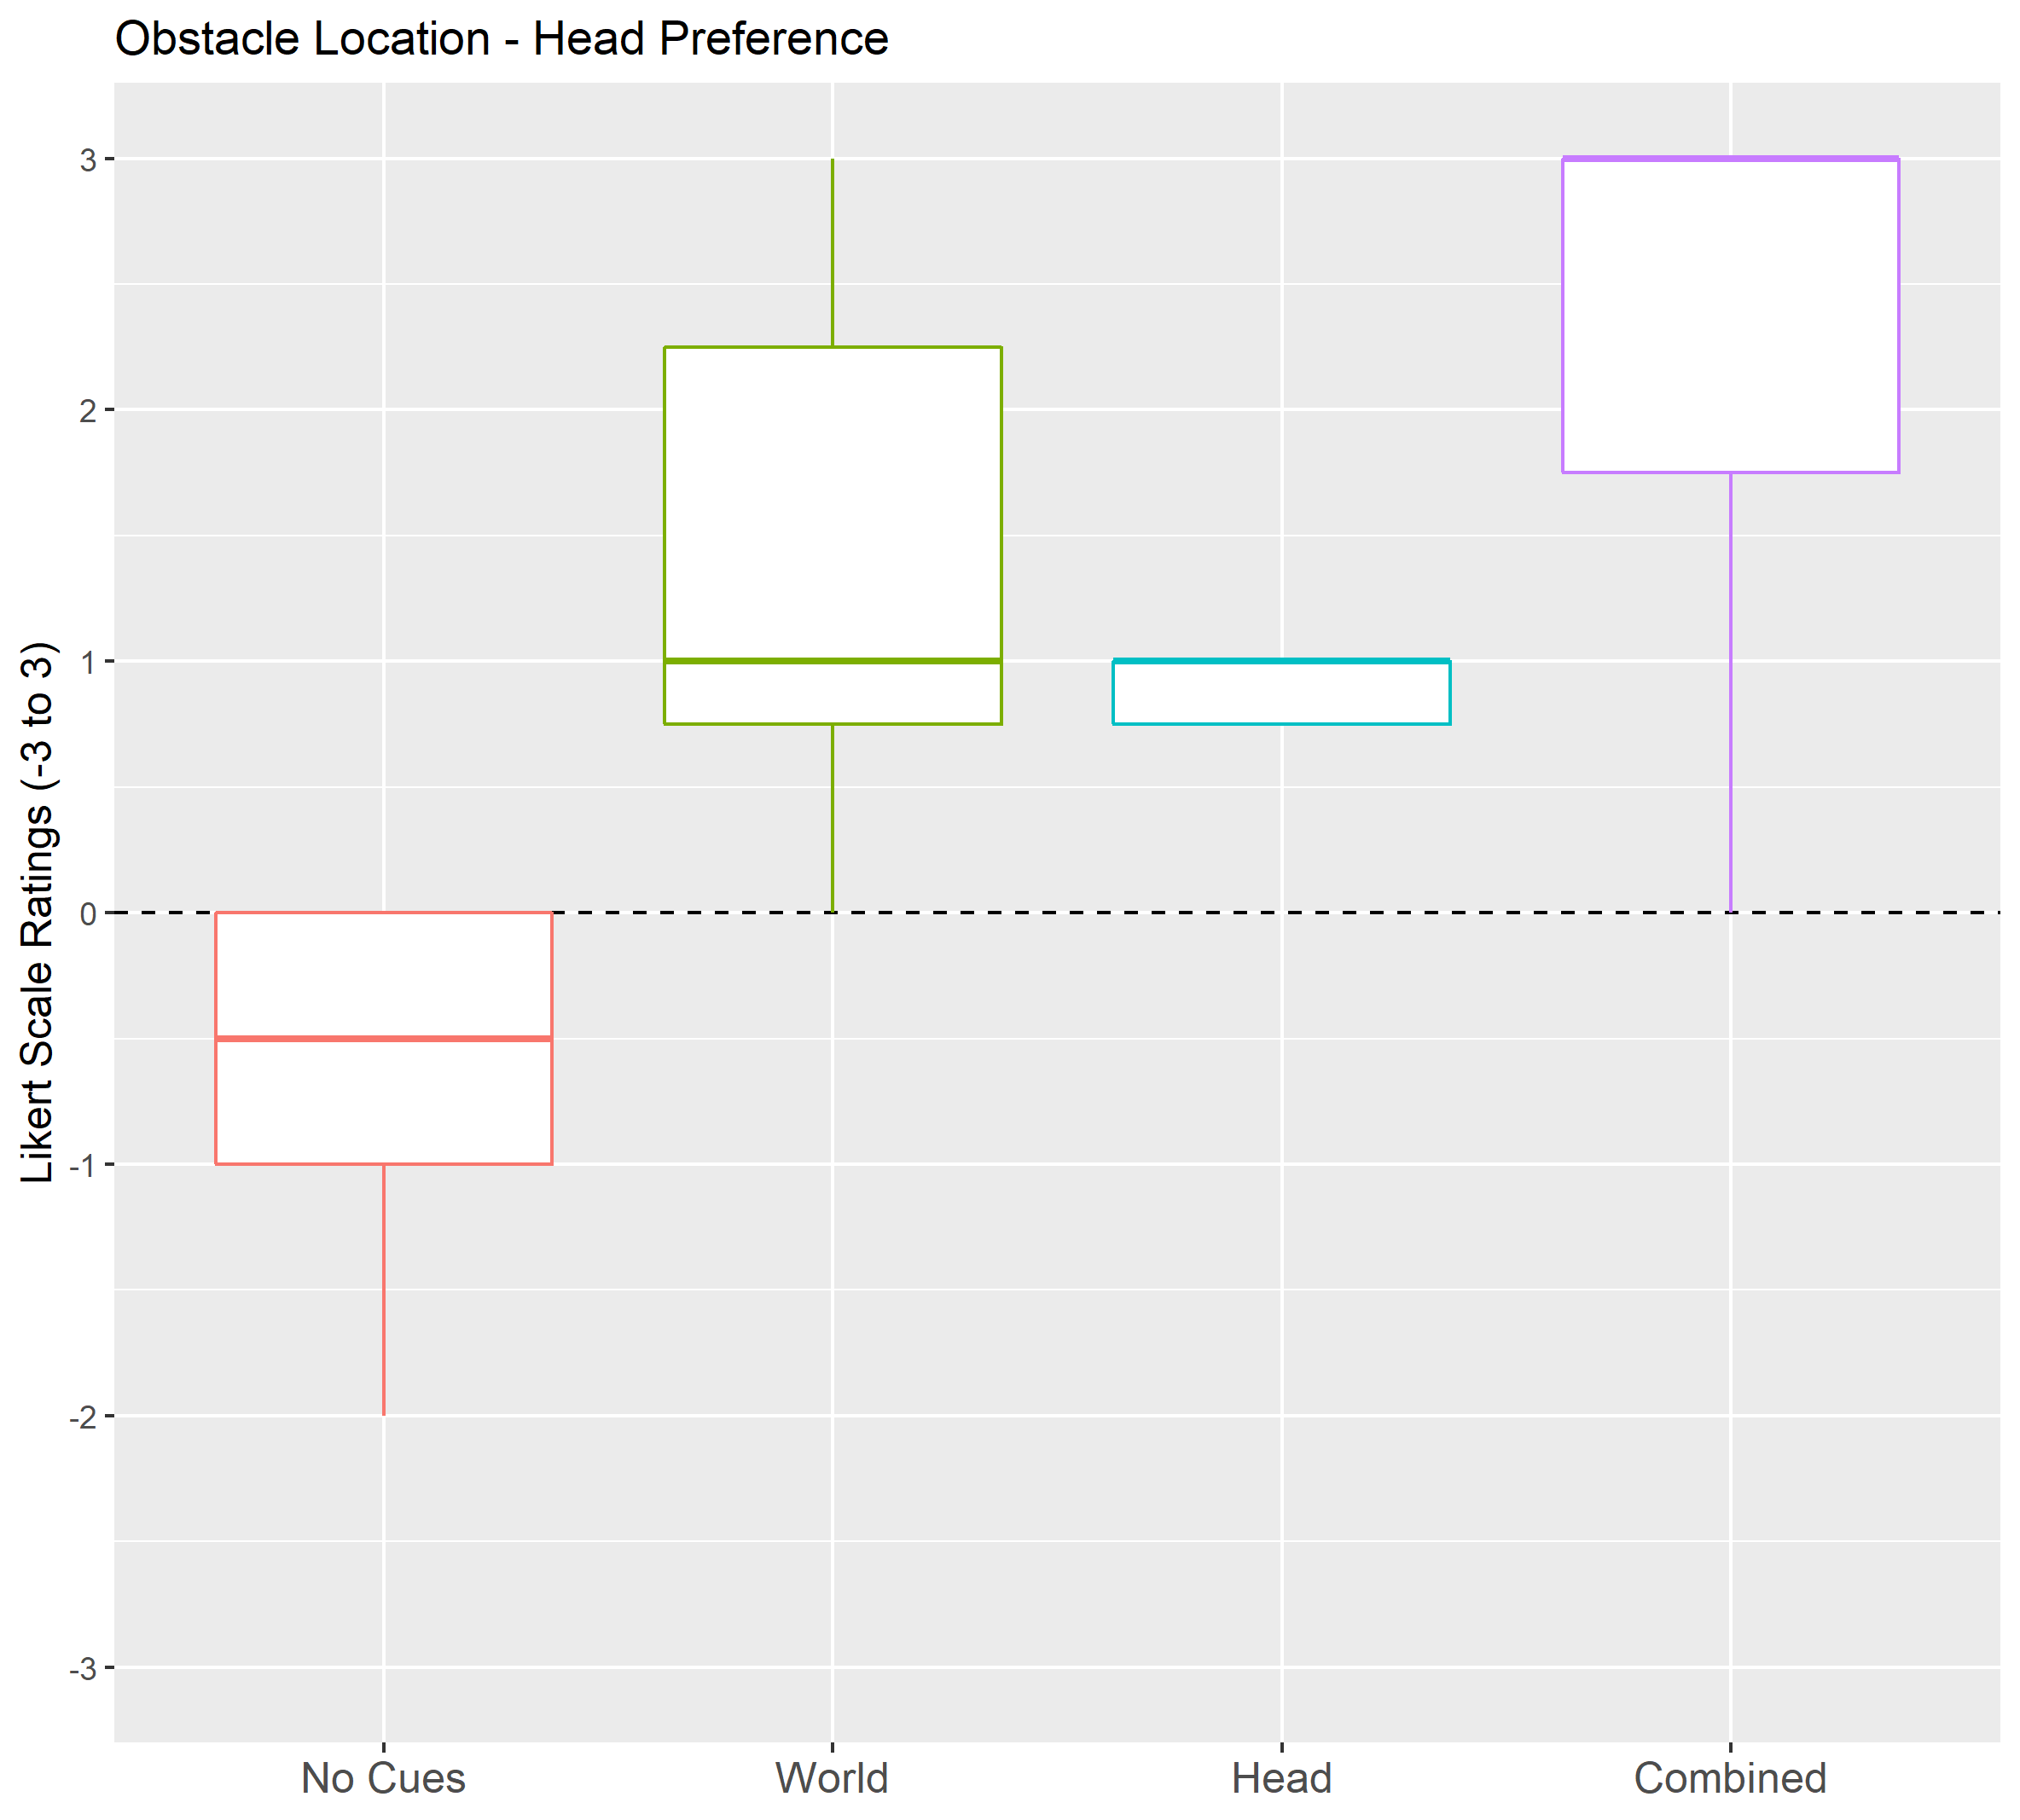 Obstacle Location - Head Preference
Likert Scale Ratings (-3 to 3)
3
2
1
0
-1
-2
-3
No Cues World Head Combined